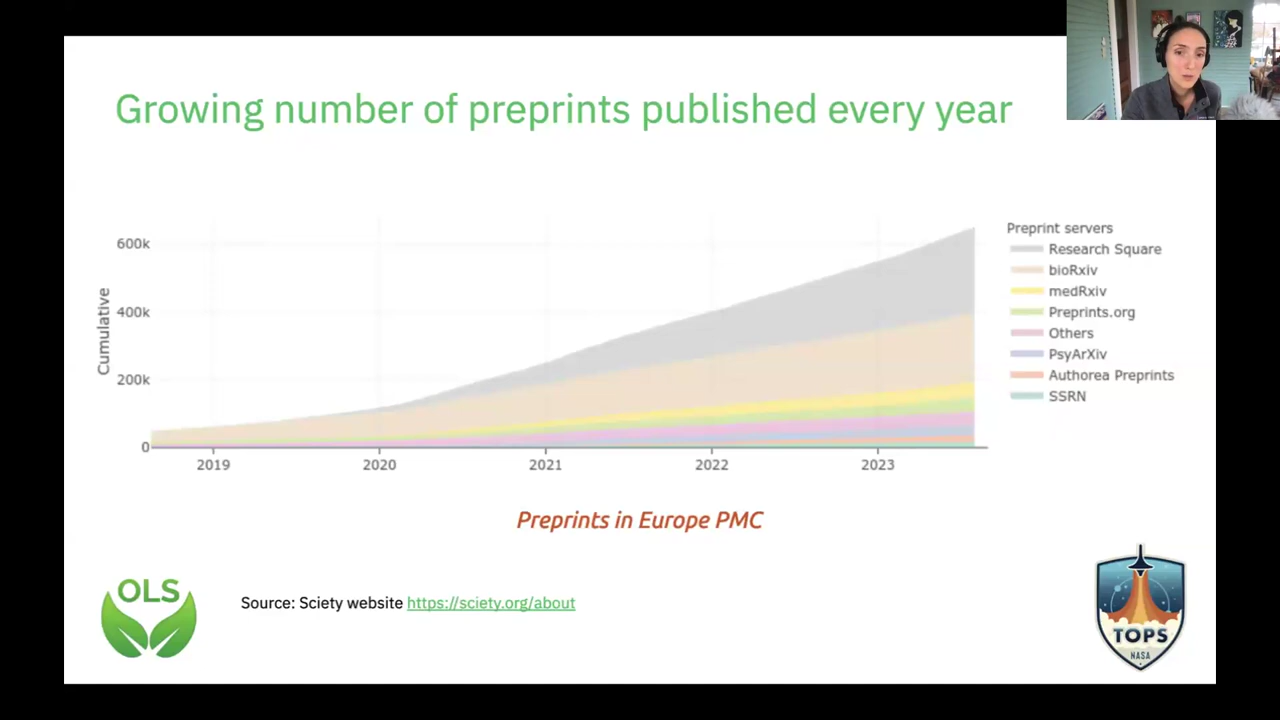 Growing number of preprints published every year
Cumulative
600k
400k
200k
0
2019 2020 2021 2022 2023
Preprint servers
Research Square
bioRxiv
medRxiv
Preprints.org
Others
PsyArXiv
Authorea Preprints
SSRN
Preprints in Europe PMC
OLS
Source: Sciety website https://sciety.org/about
TOPS
NASA